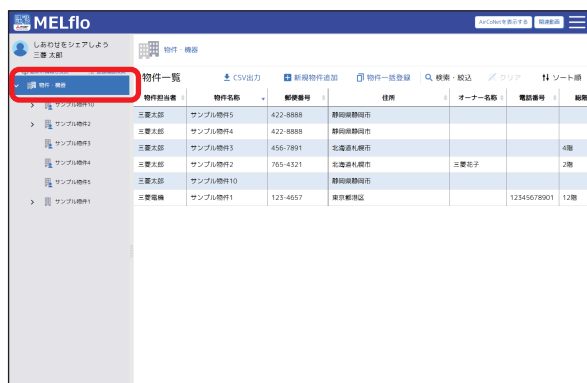 MELflo
AirCoNetを表示する 関連動画
しあわせをシェアしよう
三菱 太郎
物件・機器
物件・機器
サンプル物件10
サンプル物件2
サンプル物件3
サンプル物件4
サンプル物件5
サンプル物件1
物件一覧 CSV出力 新規物件追加 物件一括登録 検索・絞込 クリア ソート順
物件担当者 物件名称 郵便番号 住所 オーナー名称 電話番号 総階
三菱太郎 サンプル物件5 422-8888 静岡県静岡市
三菱太郎 サンプル物件4 422-8888 静岡県静岡市
三菱太郎 サンプル物件3 456-7891 北海道札幌市 4階
三菱太郎 サンプル物件2 765-4321 北海道札幌市 三菱花子 2階
三菱太郎 サンプル物件10 静岡県静岡市
三菱電機 サンプル物件1 123-4657 東京都港区 12345678901 12階